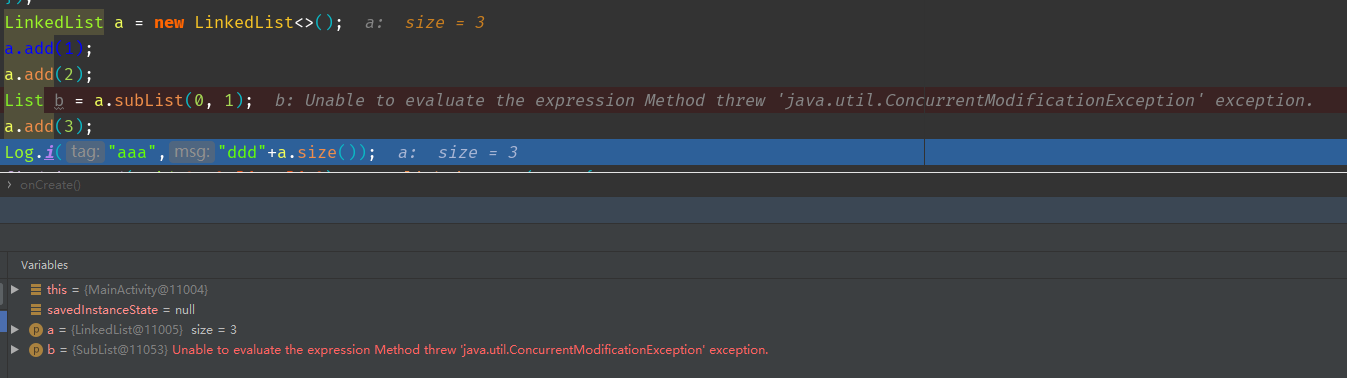 });
LinkedList a = new LinkedList<>(); a: size = 3
a.add(1);
a.add(2);
List b = a.subList(0, 1); b: Unable to evaluate the expression Method threw 'java.util.ConcurrentModificationException' exception.
a.add(3);
Log.i( tag: "aaa", msg: "ddd"+a.size()); a: size = 3
› onCreate()
Variables
this = {MainActivity@11004}
savedInstanceState = null
a = {LinkedList@11005} size = 3
b = {SubList@11053} Unable to evaluate the expression Method threw 'java.util.ConcurrentModificationException' exception.